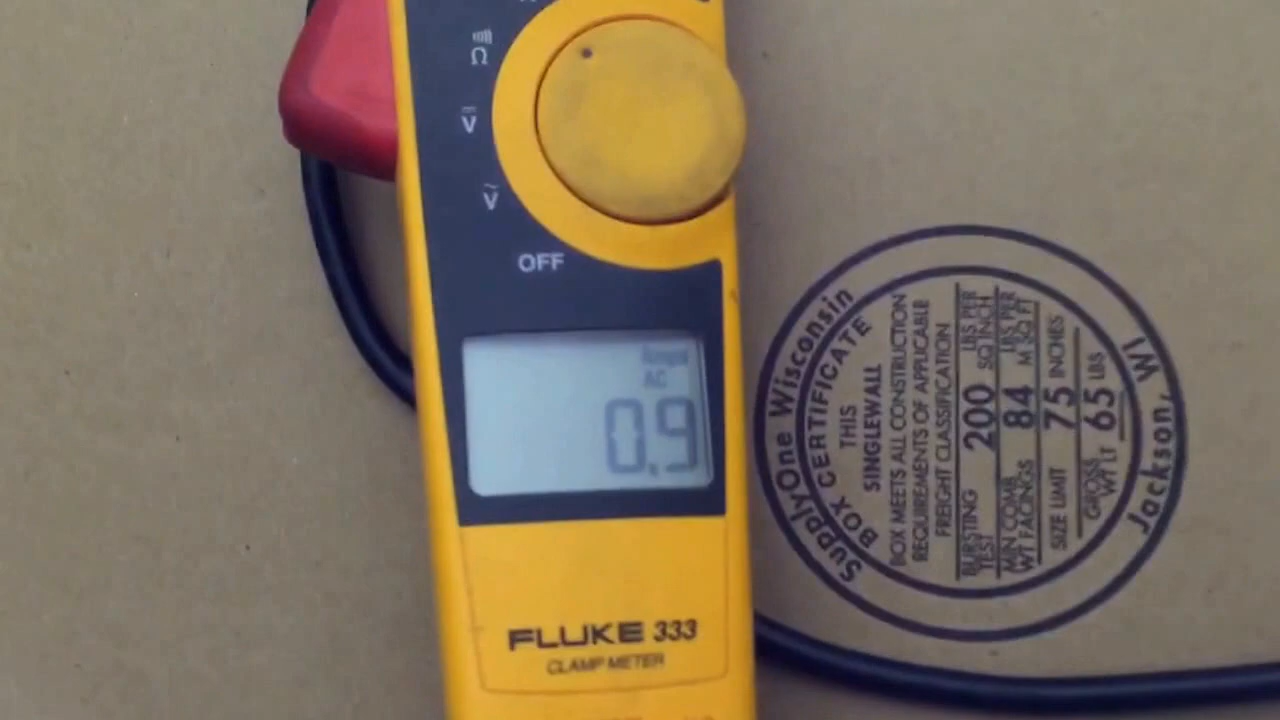 Ω
V
V
OFF
Amps
AC
0.9
FLUKE 333
CLAMP METER
SupplyOne Wisconsin
BOX CERTIFICATE
THIS
SINGLEWALL
BOX MEETS ALL CONSTRUCTION
REQUIREMENTS OF APPLICABLE
FREIGHT CLASSIFICATION
BURSTING TEST 200 LBS PER SQ INCH
MIN COMB WT FACINGS 84 LBS PER M SQ FT
SIZE LIMIT 75 INCHES
GROSS WT LT 65 LBS
Jackson, WI